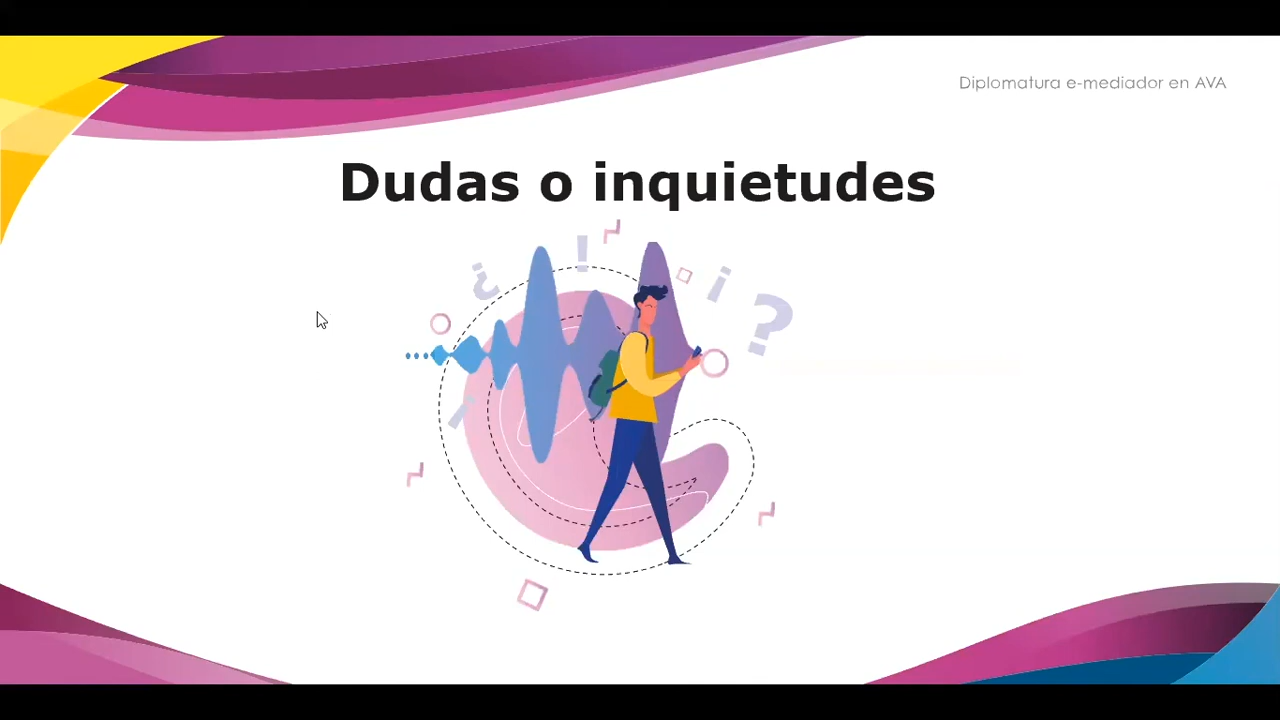 Diplomatura e-mediador en AVA
Dudas o inquietudes
¿ ! ¡ ?
¡